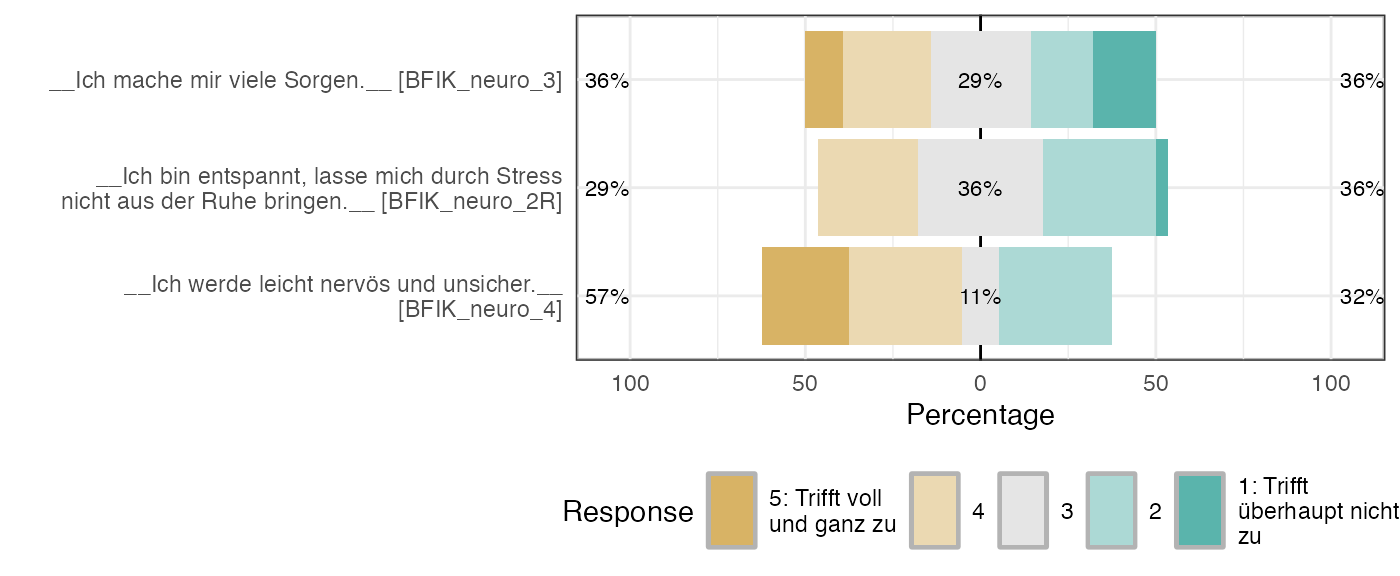 __Ich mache mir viele Sorgen.__ [BFIK_neuro_3]
36%
29%
36%
__Ich bin entspannt, lasse mich durch Stress
nicht aus der Ruhe bringen.__ [BFIK_neuro_2R]
29%
36%
36%
__Ich werde leicht nervös und unsicher.__
[BFIK_neuro_4]
57%
11%
32%
100 50 0 50 100
Percentage
Response
5: Trifft voll
und ganz zu
4
3
2
1: Trifft
überhaupt nicht
zu